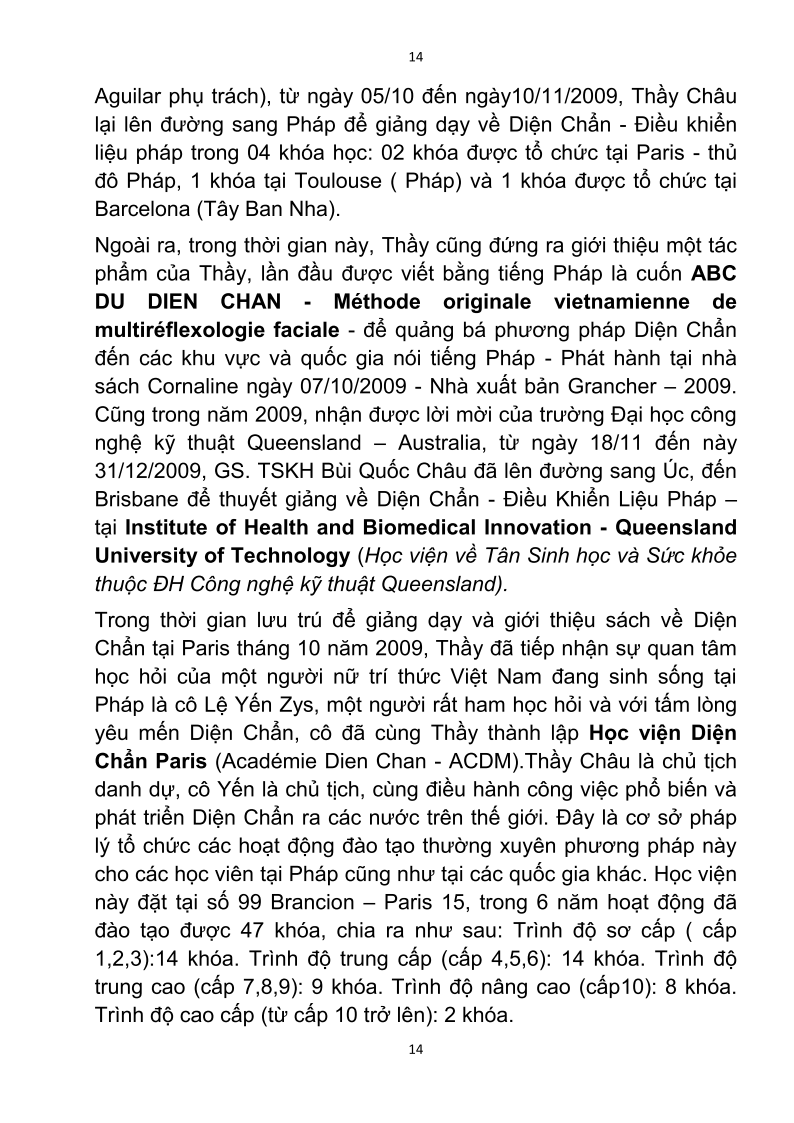 14
Aguilar phụ trách), từ ngày 05/10 đến ngày10/11/2009, Thầy Châu
lại lên đường sang Pháp để giảng dạy về Diện Chẩn - Điều khiển
liệu pháp trong 04 khóa học: 02 khóa được tổ chức tại Paris - thủ
đô Pháp, 1 khóa tại Toulouse ( Pháp) và 1 khóa được tổ chức tại
Barcelona (Tây Ban Nha).
Ngoài ra, trong thời gian này, Thầy cũng đứng ra giới thiệu một tác
phẩm của Thầy, lần đầu được viết bằng tiếng Pháp là cuốn ABC
DU DIEN CHAN - Méthode originale vietnamienne de
multiréflexologie faciale - để quảng bá phương pháp Diện Chẩn
đến các khu vực và quốc gia nói tiếng Pháp - Phát hành tại nhà
sách Cornaline ngày 07/10/2009 - Nhà xuất bản Grancher – 2009.
Cũng trong năm 2009, nhận được lời mời của trường Đại học công
nghệ kỹ thuật Queensland – Australia, từ ngày 18/11 đến này
31/12/2009, GS. TSKH Bùi Quốc Châu đã lên đường sang Úc, đến
Brisbane để thuyết giảng về Diện Chẩn - Điều Khiển Liệu Pháp –
tại Institute of Health and Biomedical Innovation - Queensland
University of Technology (Học viện về Tân Sinh học và Sức khỏe
thuộc ĐH Công nghệ kỹ thuật Queensland).
Trong thời gian lưu trú để giảng dạy và giới thiệu sách về Diện
Chẩn tại Paris tháng 10 năm 2009, Thầy đã tiếp nhận sự quan tâm
học hỏi của một người nữ trí thức Việt Nam đang sinh sống tại
Pháp là cô Lệ Yến Zys, một người rất ham học hỏi và với tấm lòng
yêu mến Diện Chẩn, cô đã cùng Thầy thành lập Học viện Diện
Chẩn Paris (Académie Dien Chan - ACDM).Thầy Châu là chủ tịch
danh dự, cô Yến là chủ tịch, cùng điều hành công việc phổ biến và
phát triển Diện Chẩn ra các nước trên thế giới. Đây là cơ sở pháp
lý tổ chức các hoạt động đào tạo thường xuyên phương pháp này
cho các học viên tại Pháp cũng như tại các quốc gia khác. Học viện
này đặt tại số 99 Brancion – Paris 15, trong 6 năm hoạt động đã
đào tạo được 47 khóa, chia ra như sau: Trình độ sơ cấp ( cấp
1,2,3):14 khóa. Trình độ trung cấp (cấp 4,5,6): 14 khóa. Trình độ
trung cao (cấp 7,8,9): 9 khóa. Trình độ nâng cao (cấp10): 8 khóa.
Trình độ cao cấp (từ cấp 10 trở lên): 2 khóa.
14